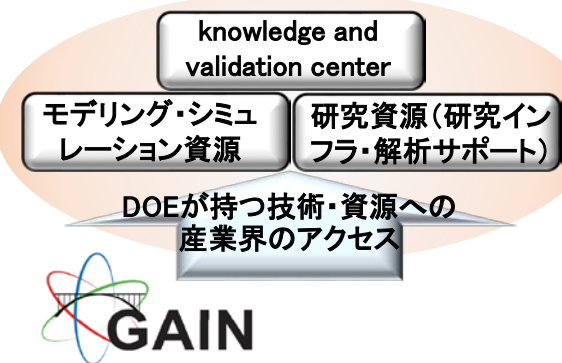 knowledge and
validation center
モデリング・シミュ
レーション資源
研究資源（研究イン
フラ・解析サポート）
DOEが持つ技術・資源への
産業界のアクセス
GAIN